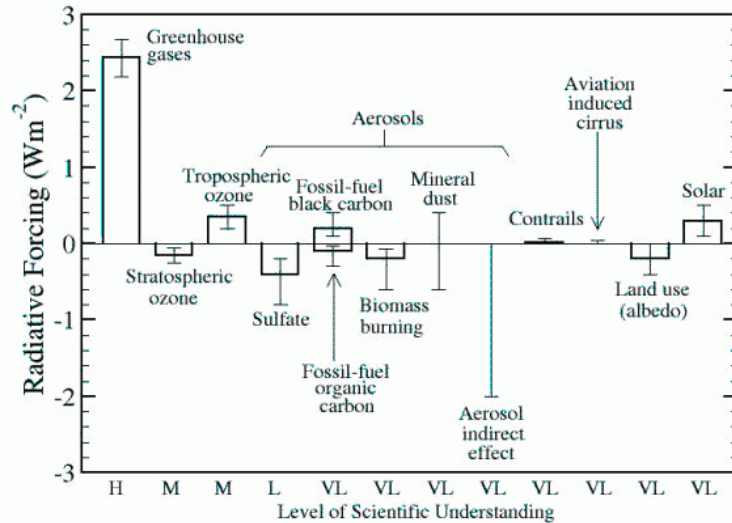 3
2
1
0
-1
-2
-3
Radiative Forcing (Wm-2)
Greenhouse
gases
Stratospheric
ozone
Tropospheric
ozone
Aerosols
Sulfate
Fossil-fuel
black carbon
Fossil-fuel
organic
carbon
Biomass
burning
Mineral
dust
Aerosol
indirect
effect
Contrails
Aviation
induced
cirrus
Land use
(albedo)
Solar
H M M L VL VL VL VL VL VL VL VL
Level of Scientific Understanding